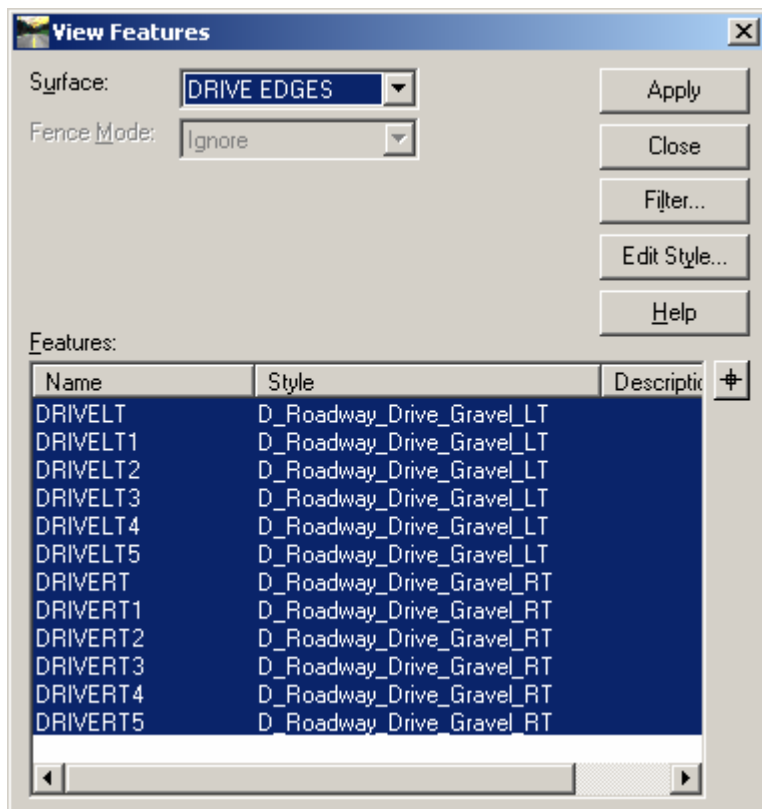 View Features
Surface: DRIVE EDGES
Apply
Fence Mode: Ignore
Close
Filter...
Edit Style...
Help
Features:
Name Style Descriptic
DRIVELT D_Roadway_Drive_Gravel_LT
DRIVELT1 D_Roadway_Drive_Gravel_LT
DRIVELT2 D_Roadway_Drive_Gravel_LT
DRIVELT3 D_Roadway_Drive_Gravel_LT
DRIVELT4 D_Roadway_Drive_Gravel_LT
DRIVELT5 D_Roadway_Drive_Gravel_LT
DRIVERT D_Roadway_Drive_Gravel_RT
DRIVERT1 D_Roadway_Drive_Gravel_RT
DRIVERT2 D_Roadway_Drive_Gravel_RT
DRIVERT3 D_Roadway_Drive_Gravel_RT
DRIVERT4 D_Roadway_Drive_Gravel_RT
DRIVERT5 D_Roadway_Drive_Gravel_RT